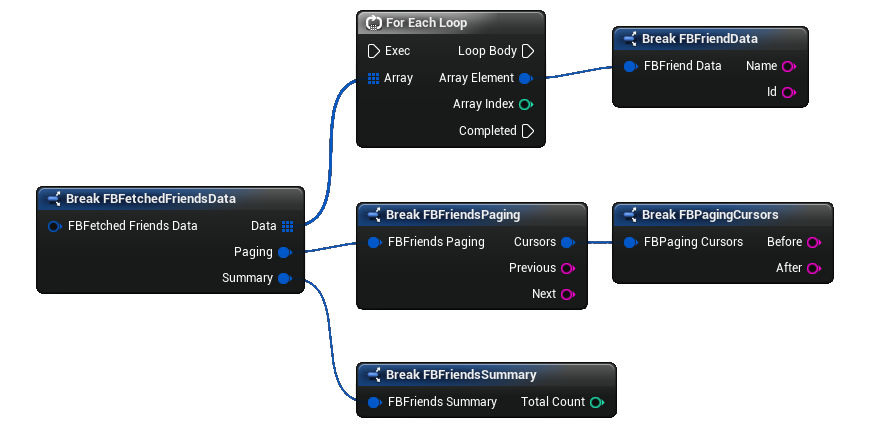 For Each Loop
Exec
Loop Body
Array
Array Element
Array Index
Completed
Break FBFriendData
FBFriend Data
Name
Id
Break FBFetchedFriendsData
FBFetched Friends Data
Data
Paging
Summary
Break FBFriendsPaging
FBFriends Paging
Cursors
Previous
Next
Break FBPagingCursors
FBPaging Cursors
Before
After
Break FBFriendsSummary
FBFriends Summary
Total Count